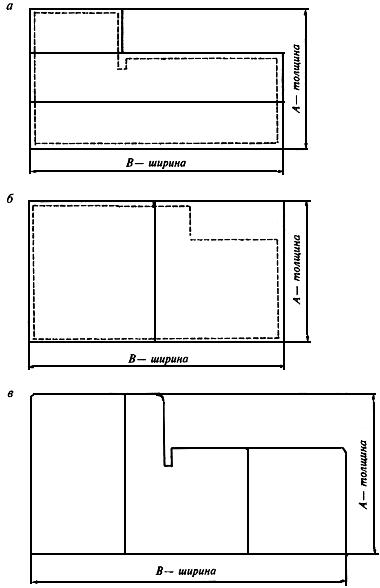 а
А — толщина
В — ширина
б
А — толщина
В — ширина
в
А — толщина
В — ширина